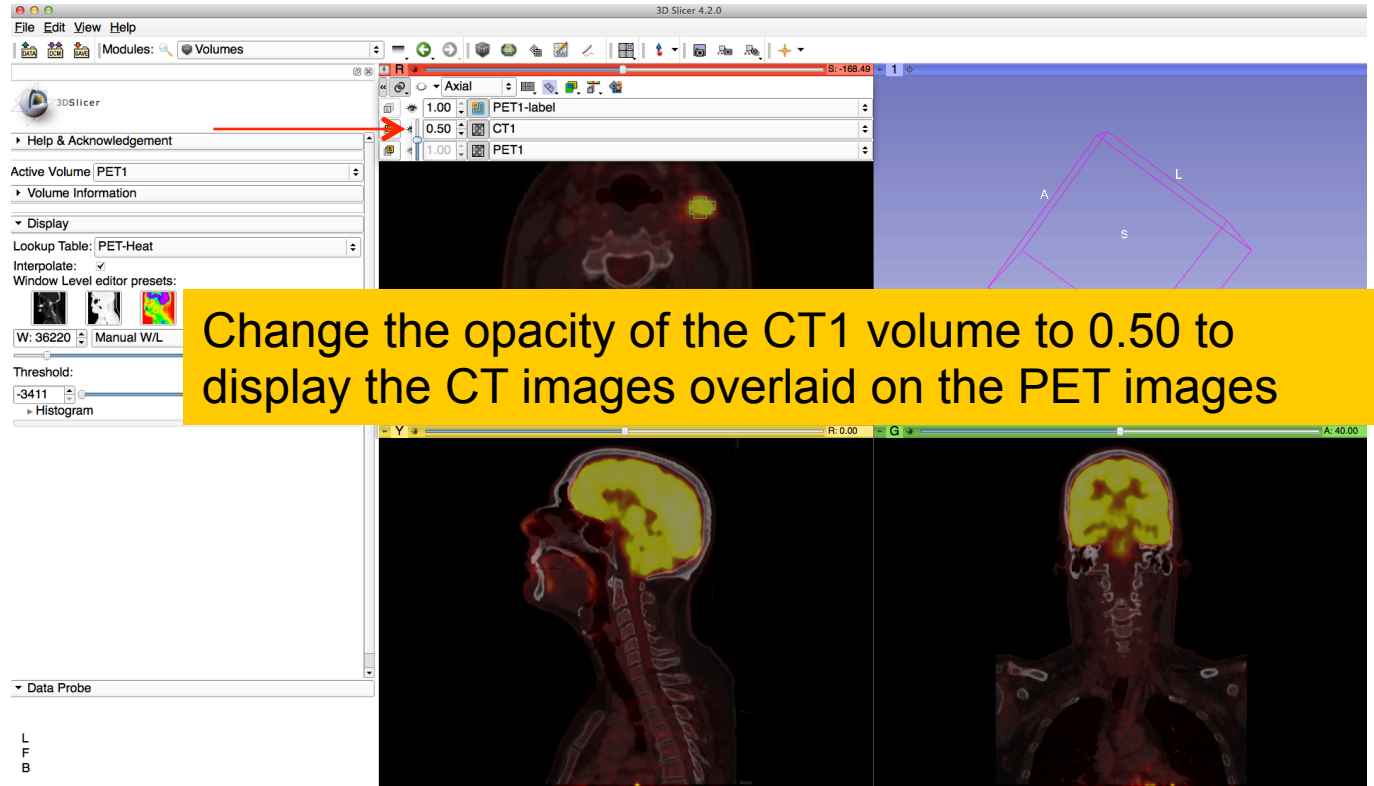 3D Slicer 4.2.0
File Edit View Help
DATA DCM SAVE Modules: Volumes
R S: -168.49 1
3DSlicer
Axial
1.00 PET1-label
Help & Acknowledgement
0.50 CT1
1.00 PET1
Active Volume PET1
Volume Information
Display
Lookup Table: PET-Heat
Interpolate:
Window Level editor presets:
W: 36220 Manual W/L
Threshold:
-3411
Histogram
A
L
S
Change the opacity of the CT1 volume to 0.50 to
display the CT images overlaid on the PET images
Y R: 0.00 G A: 40.00
Data Probe
L
F
B